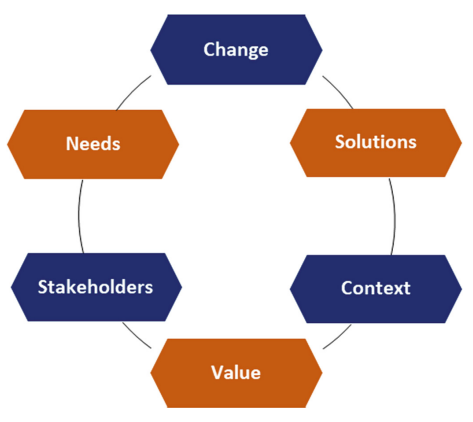 Change
Needs
Solutions
Stakeholders
Context
Value